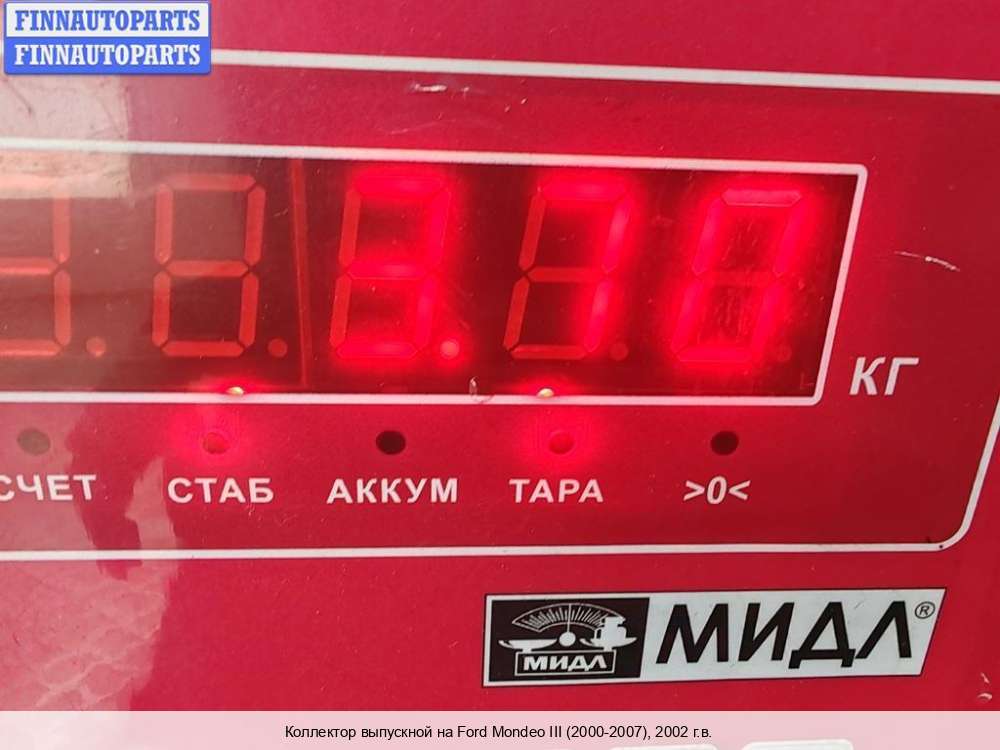 FINNAUTOPARTS
FINNAUTOPARTS
3.10
КГ
СЧЕТ СТАБ АККУМ ТАРА >0<
МИДЛ МИДЛ®
Коллектор выпускной на Ford Mondeo III (2000-2007), 2002 г.в.